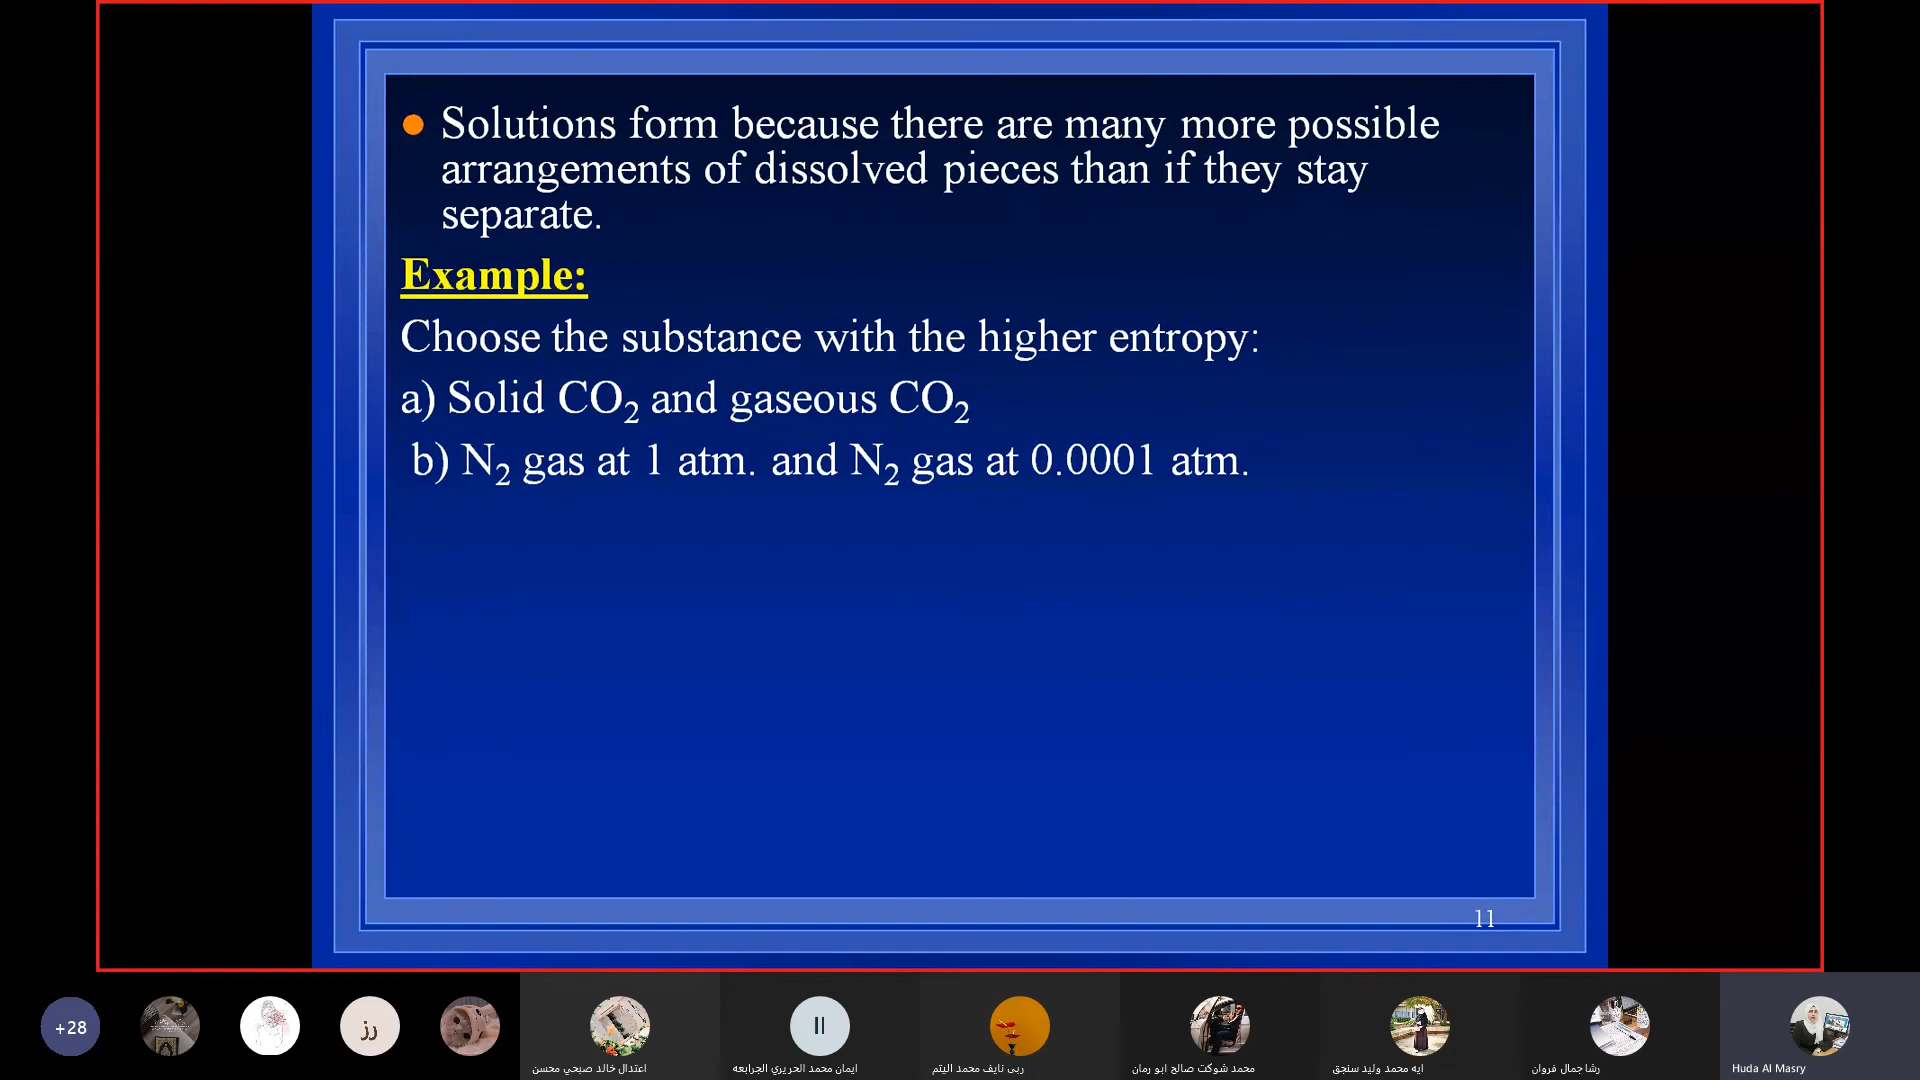 Solutions form because there are many more possible
arrangements of dissolved pieces than if they stay
separate.
Example:
Choose the substance with the higher entropy:
a) Solid CO₂ and gaseous CO₂
b) N₂ gas at 1 atm. and N₂ gas at 0.0001 atm.
11
+28
رز
اعتدال خالد صبحي محسن
ايمان محمد الحريري الجرابعه
ربى نايف محمد اليتم
محمد شوكت صالح ابو رمان
ايه محمد وليد سنجق
رشا جمال فروان
Huda Al Masry